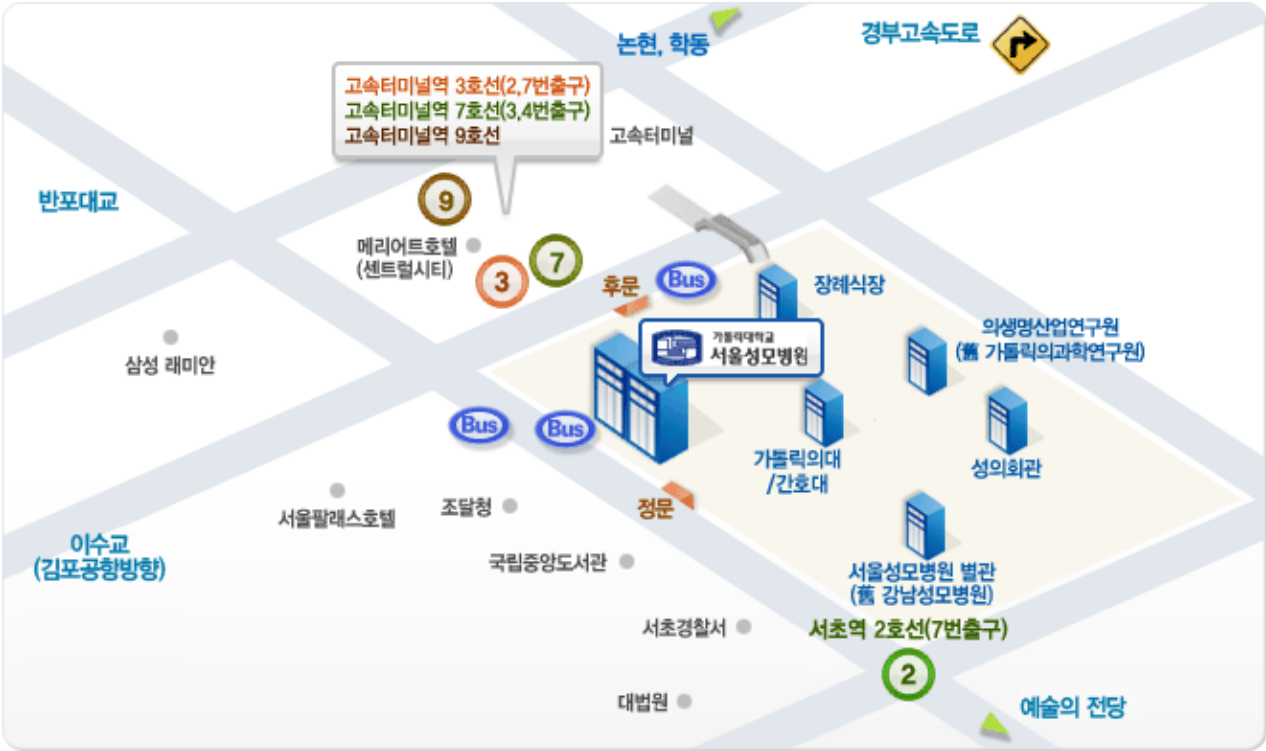 논현, 학동
경부고속도로
고속터미널역 3호선(2,7번출구)
고속터미널역 7호선(3,4번출구)
고속터미널역 9호선
고속터미널
반포대교
9
메리어트호텔
(센트럴시티)
7
3
후문
Bus
장례식장
가톨릭대학교
서울성모병원
의생명산업연구원
(舊 가톨릭의과학연구원)
삼성 래미안
Bus
Bus
가톨릭의대
/간호대
성의회관
서울팔래스호텔
조달청
정문
이수교
(김포공항방향)
국립중앙도서관
서울성모병원 별관
(舊 강남성모병원)
서초경찰서
서초역 2호선(7번출구)
2
대법원
예술의 전당